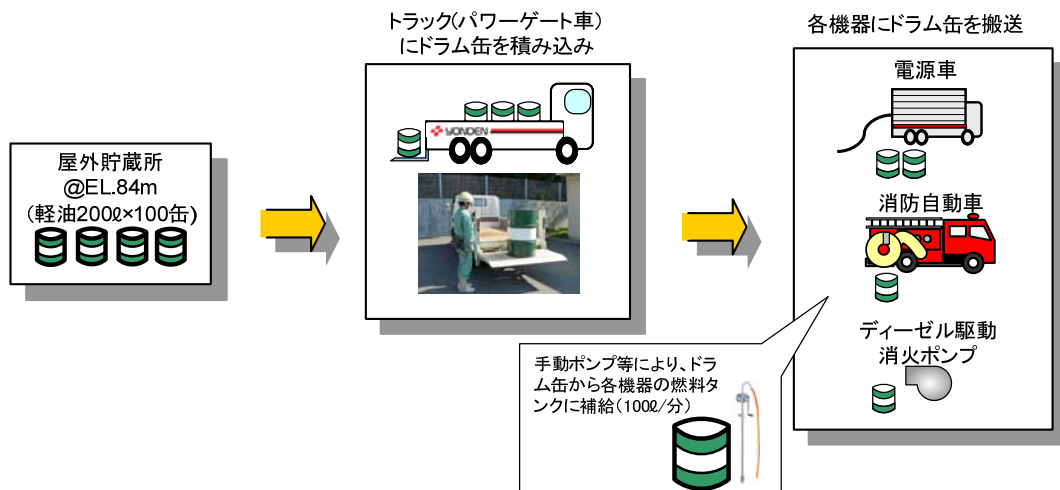 屋外貯蔵所
@EL.84m
(軽油200ℓ×100缶)
トラック(パワーゲート車)
にドラム缶を積み込み
YONDEN
各機器にドラム缶を搬送
電源車
消防自動車
ディーゼル駆動
消火ポンプ
手動ポンプ等により、ドラ
ム缶から各機器の燃料タ
ンクに補給(100ℓ/分)